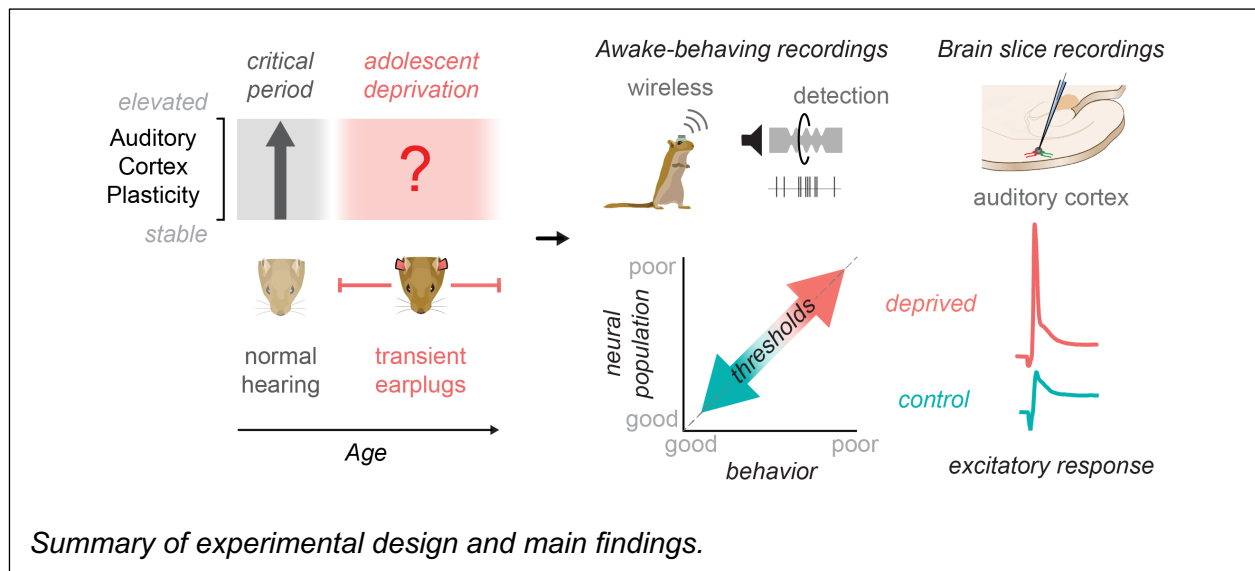 critical
period
adolescent
deprivation
elevated
Auditory
Cortex
Plasticity
stable
?
normal
hearing
transient
earplugs
Age
Awake-behaving recordings
wireless
detection
poor
neural
population
good
thresholds
good
poor
behavior
Brain slice recordings
auditory cortex
deprived
control
excitatory response
Summary of experimental design and main findings.